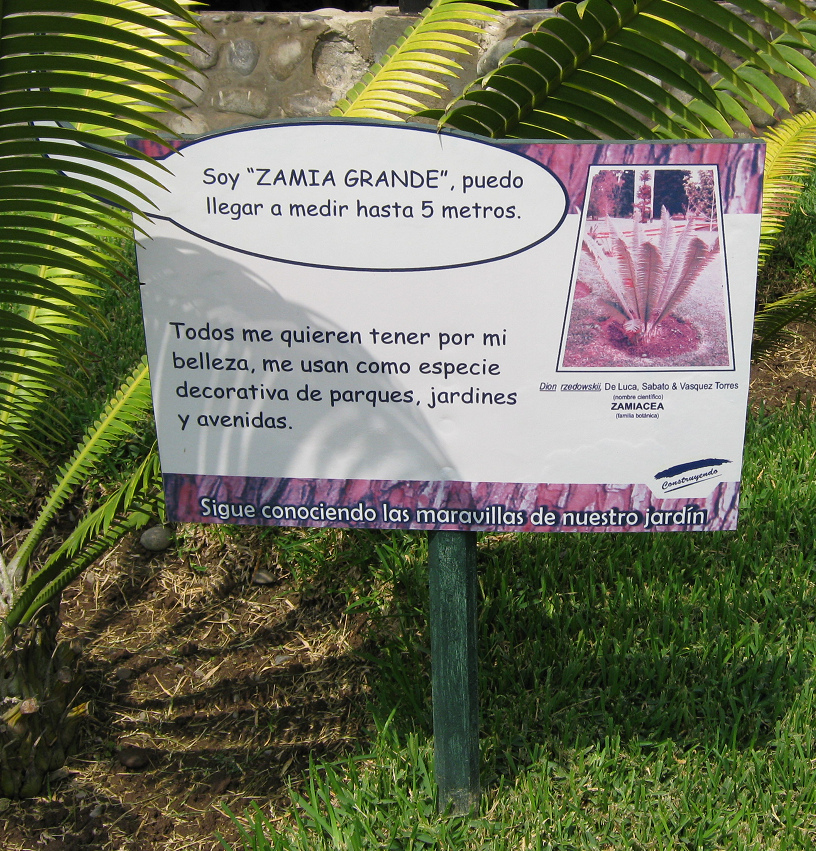 Soy “ZAMIA GRANDE”, puedo
llegar a medir hasta 5 metros.
Todos me quieren tener por mi
belleza, me usan como especie
decorativa de parques, jardines
y avenidas.
Dion rzedowskii, De Luca, Sabato & Vasquez Torres
(nombre científico)
ZAMIACEA
(familia botánica)
Construyendo
Sigue conociendo las maravillas de nuestro jardín